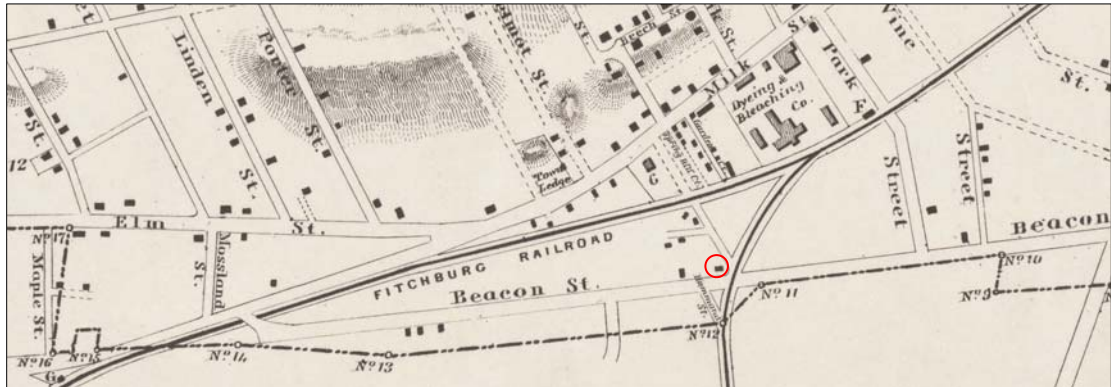 Beech St.
St.
St.
Milk
Park
Vine
St.
Linden
St.
Poplar
St.
Dyeing &
Bleaching
Co.
F
St.
12
Town
Ledge
G
Street
Street
Elm St.
Nº 17
Mossland
St.
Maple St.
FITCHBURG RAILROAD
Beacon St.
Beacon
Nº 10
Nº 9
Nº 11
Nº 12
Nº 13
Nº 14
Nº 15
Nº 16
G